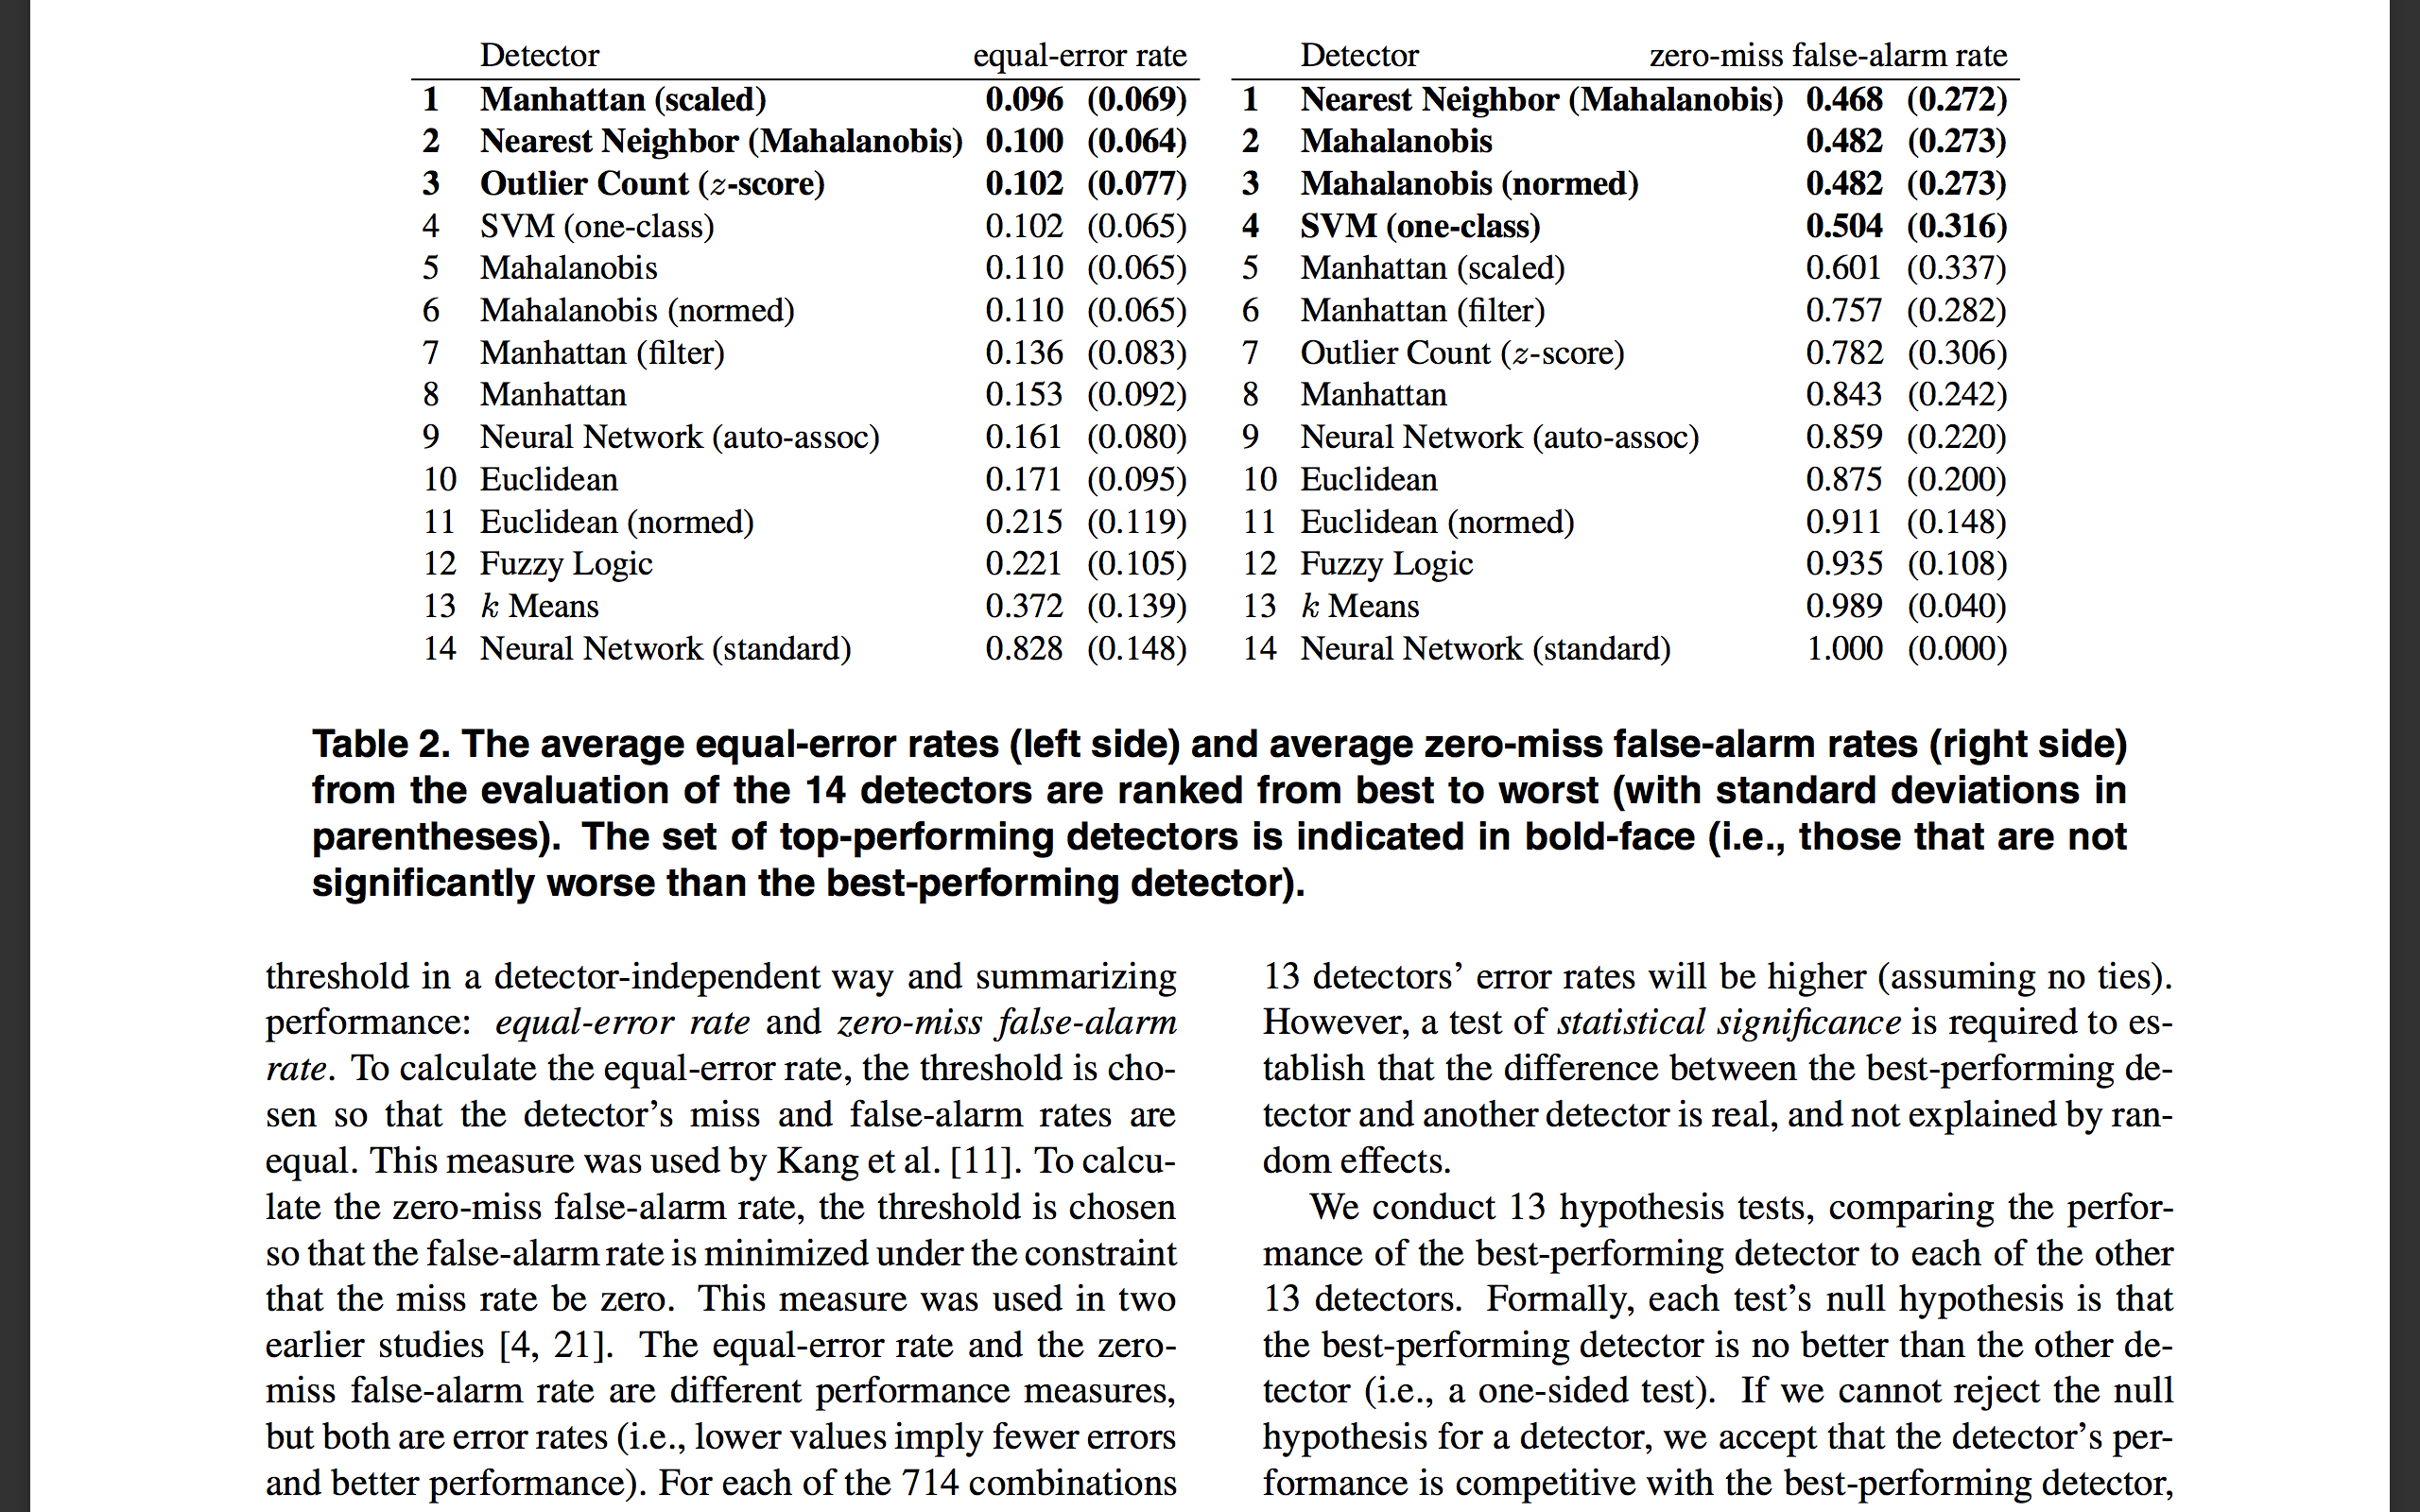 Detector equal-error rate
1 Manhattan (scaled) 0.096 (0.069)
2 Nearest Neighbor (Mahalanobis) 0.100 (0.064)
3 Outlier Count (z-score) 0.102 (0.077)
4 SVM (one-class) 0.102 (0.065)
5 Mahalanobis 0.110 (0.065)
6 Mahalanobis (normed) 0.110 (0.065)
7 Manhattan (filter) 0.136 (0.083)
8 Manhattan 0.153 (0.092)
9 Neural Network (auto-assoc) 0.161 (0.080)
10 Euclidean 0.171 (0.095)
11 Euclidean (normed) 0.215 (0.119)
12 Fuzzy Logic 0.221 (0.105)
13 k Means 0.372 (0.139)
14 Neural Network (standard) 0.828 (0.148)
Detector zero-miss false-alarm rate
1 Nearest Neighbor (Mahalanobis) 0.468 (0.272)
2 Mahalanobis 0.482 (0.273)
3 Mahalanobis (normed) 0.482 (0.273)
4 SVM (one-class) 0.504 (0.316)
5 Manhattan (scaled) 0.601 (0.337)
6 Manhattan (filter) 0.757 (0.282)
7 Outlier Count (z-score) 0.782 (0.306)
8 Manhattan 0.843 (0.242)
9 Neural Network (auto-assoc) 0.859 (0.220)
10 Euclidean 0.875 (0.200)
11 Euclidean (normed) 0.911 (0.148)
12 Fuzzy Logic 0.935 (0.108)
13 k Means 0.989 (0.040)
14 Neural Network (standard) 1.000 (0.000)
Table 2. The average equal-error rates (left side) and average zero-miss false-alarm rates (right side)
from the evaluation of the 14 detectors are ranked from best to worst (with standard deviations in
parentheses). The set of top-performing detectors is indicated in bold-face (i.e., those that are not
significantly worse than the best-performing detector).
threshold in a detector-independent way and summarizing
performance: equal-error rate and zero-miss false-alarm
rate. To calculate the equal-error rate, the threshold is cho-
sen so that the detector's miss and false-alarm rates are
equal. This measure was used by Kang et al. [11]. To calcu-
late the zero-miss false-alarm rate, the threshold is chosen
so that the false-alarm rate is minimized under the constraint
that the miss rate be zero. This measure was used in two
earlier studies [4, 21]. The equal-error rate and the zero-
miss false-alarm rate are different performance measures,
but both are error rates (i.e., lower values imply fewer errors
and better performance). For each of the 714 combinations
13 detectors' error rates will be higher (assuming no ties).
However, a test of statistical significance is required to es-
tablish that the difference between the best-performing de-
tector and another detector is real, and not explained by ran-
dom effects.
We conduct 13 hypothesis tests, comparing the perfor-
mance of the best-performing detector to each of the other
13 detectors. Formally, each test's null hypothesis is that
the best-performing detector is no better than the other de-
tector (i.e., a one-sided test). If we cannot reject the null
hypothesis for a detector, we accept that the detector's per-
formance is competitive with the best-performing detector,